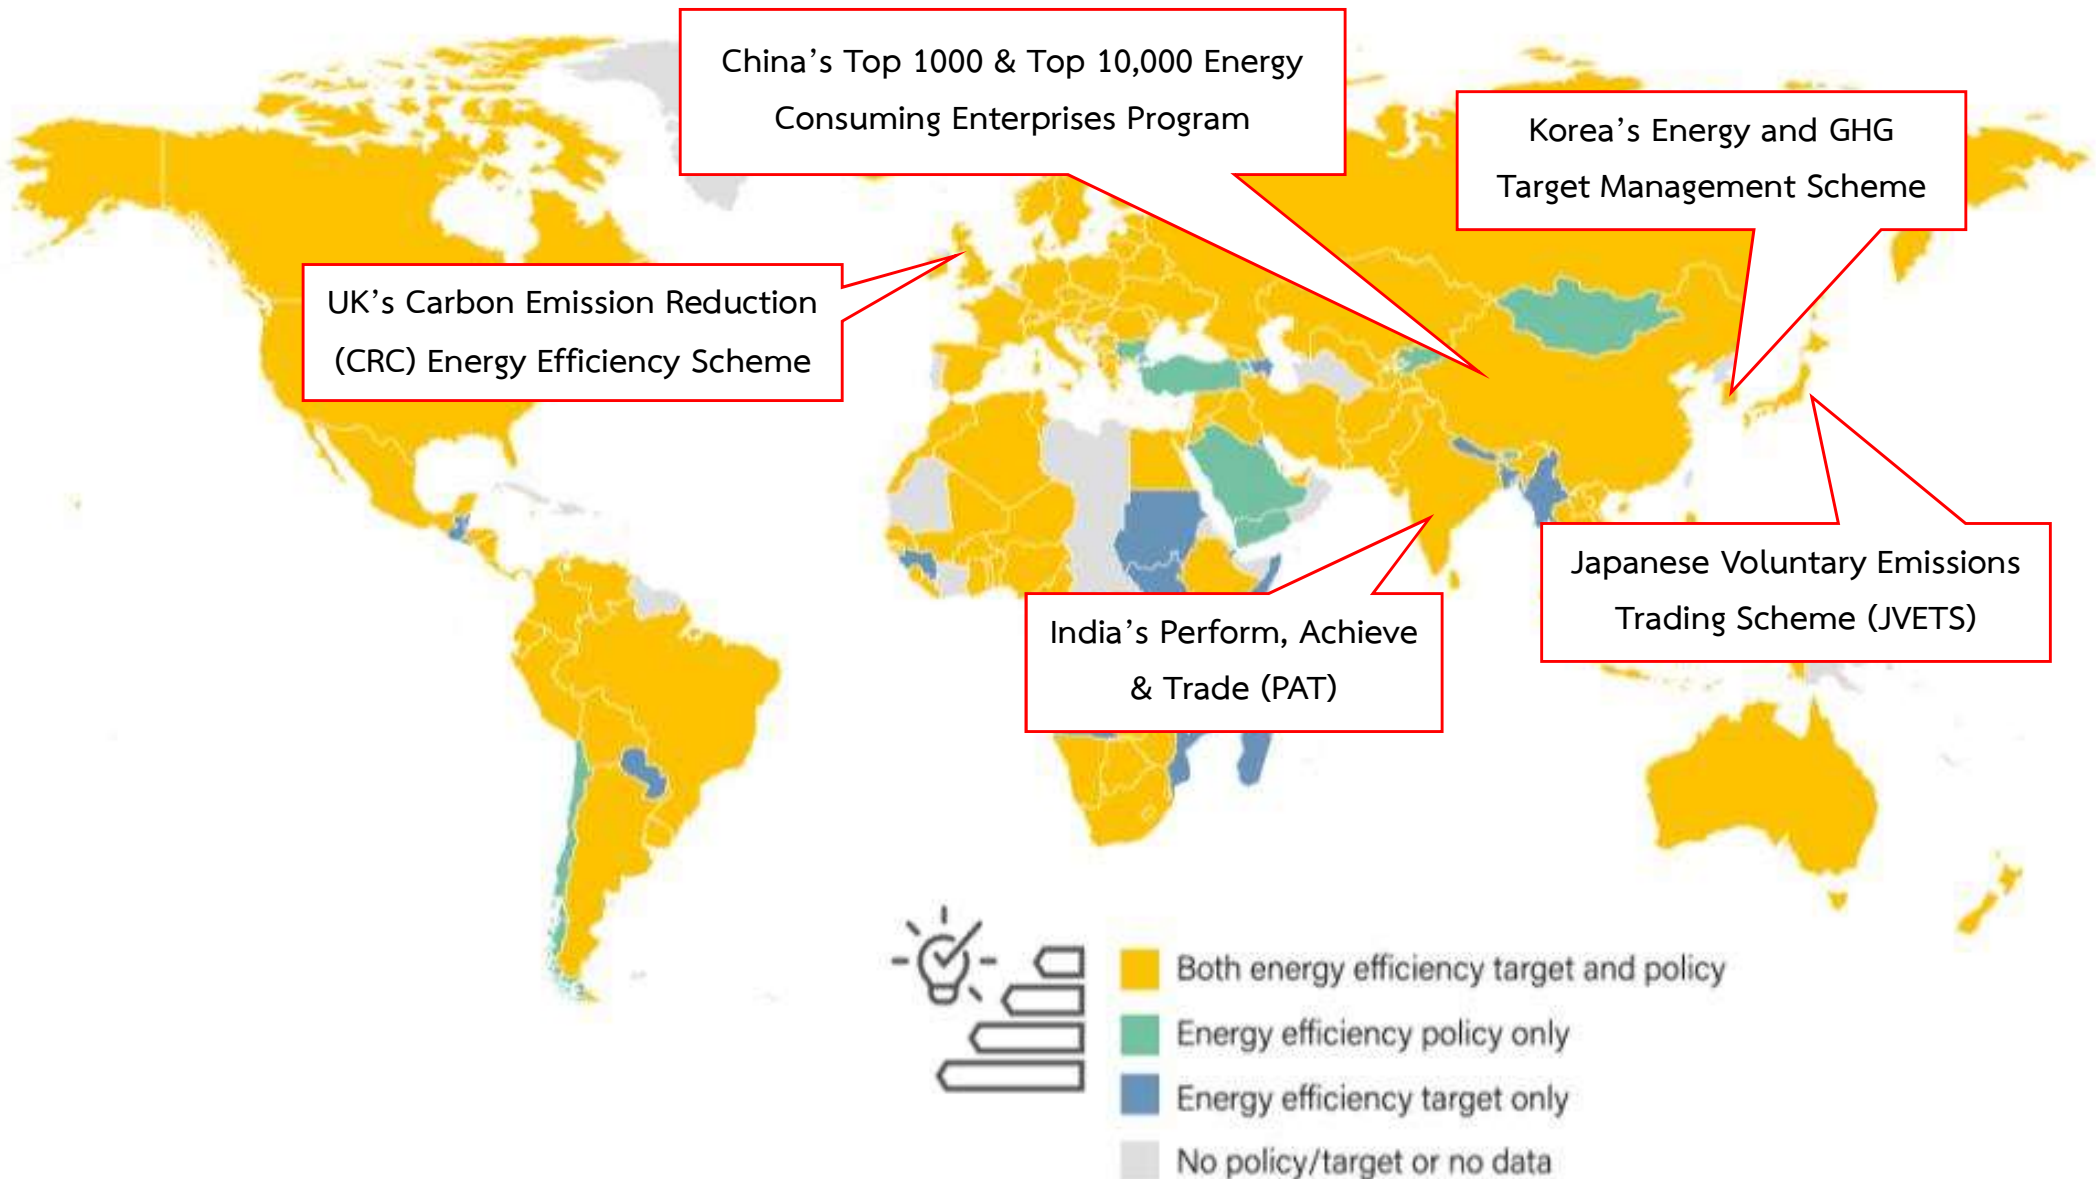 China’s Top 1000 & Top 10,000 Energy
Consuming Enterprises Program
Korea’s Energy and GHG
Target Management Scheme
UK’s Carbon Emission Reduction
(CRC) Energy Efficiency Scheme
Japanese Voluntary Emissions
Trading Scheme (JVETS)
India’s Perform, Achieve
& Trade (PAT)
Both energy efficiency target and policy
Energy efficiency policy only
Energy efficiency target only
No policy/target or no data